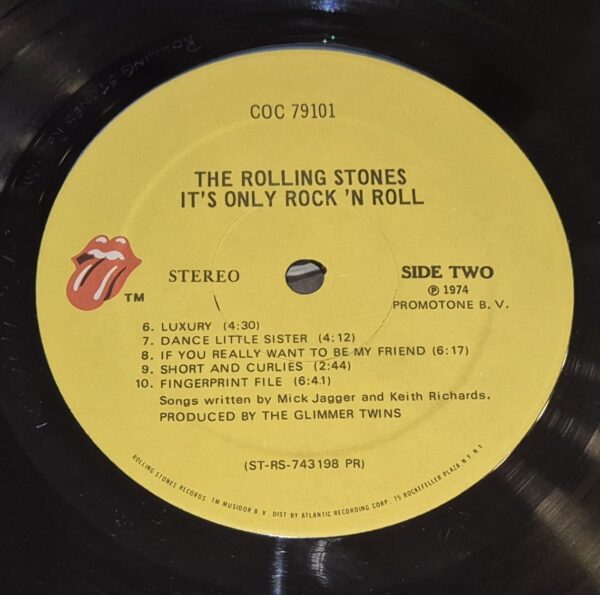 COC 79101
THE ROLLING STONES
IT'S ONLY ROCK 'N ROLL
TM
STEREO
SIDE TWO
℗ 1974
PROMOTONE B. V.
6. LUXURY (4:30)
7. DANCE LITTLE SISTER (4:12)
8. IF YOU REALLY WANT TO BE MY FRIEND (6:17)
9. SHORT AND CURLIES (2:44)
10. FINGERPRINT FILE (6:41)
Songs written by Mick Jagger and Keith Richards.
PRODUCED BY THE GLIMMER TWINS
(ST-RS-743198 PR)
ROLLING STONES RECORDS. TM MUSIDOR B. V. DIST BY ATLANTIC RECORDING CORP. 75 ROCKEFELLER PLAZA N.Y. N.Y.
ROLLING STONES